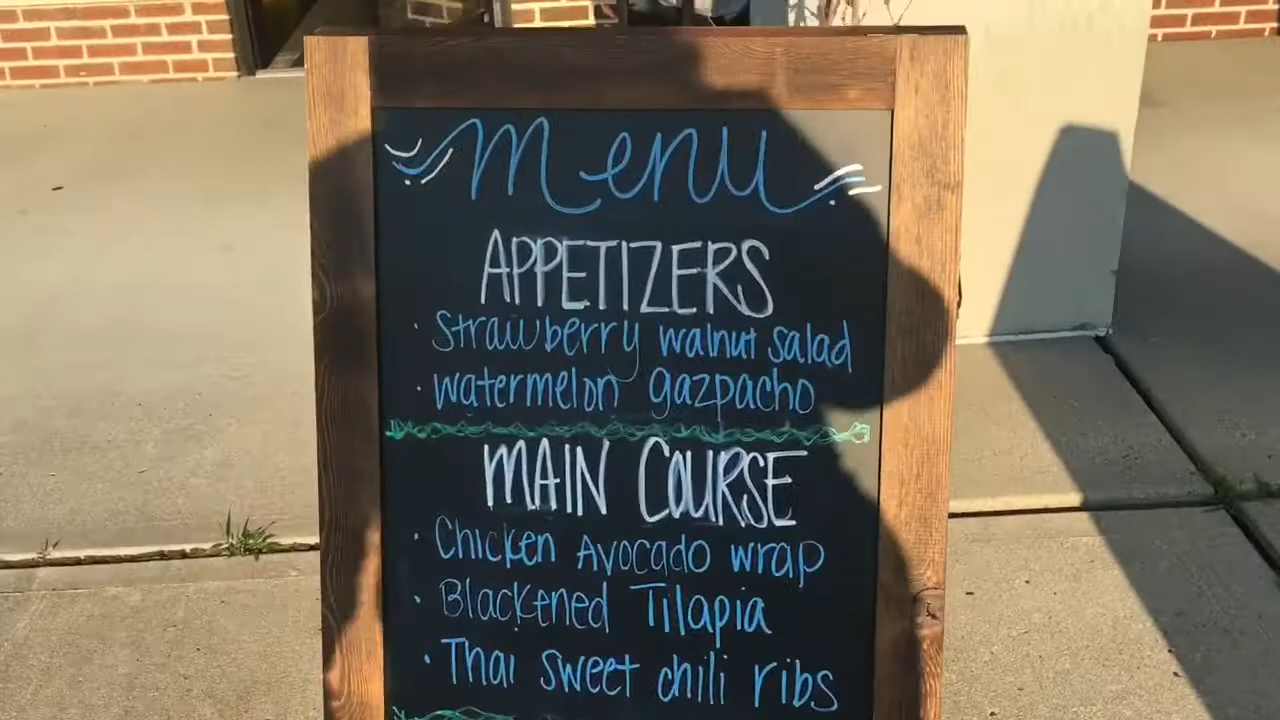 Menu
APPETIZERS
· Strawberry walnut salad
· watermelon gazpacho
MAIN COURSE
· Chicken Avocado wrap
· Blackened Tilapia
· Thai sweet chili ribs